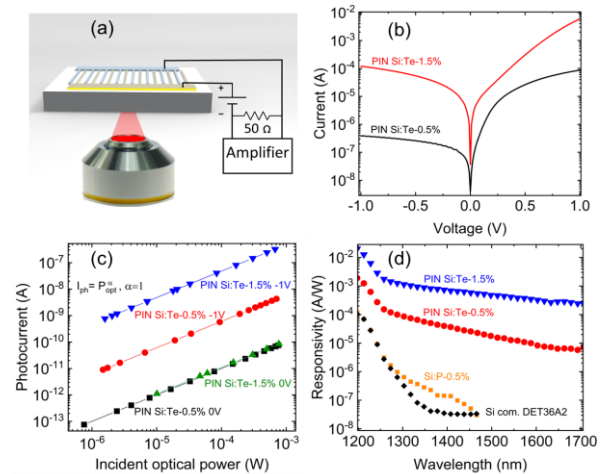 (a)
+
−
50 Ω
Amplifier
(b)
10⁻²
10⁻³
10⁻⁴
10⁻⁵
10⁻⁶
10⁻⁷
10⁻⁸
Current (A)
PIN Si:Te-1.5%
PIN Si:Te-0.5%
−1.0 −0.5 0.0 0.5 1.0
Voltage (V)
(c)
10⁻⁷
10⁻⁸
10⁻⁹
10⁻¹⁰
10⁻¹¹
10⁻¹²
10⁻¹³
Photocurrent (A)
Iₚₕ= Pₒₚₜ^α, α=1
PIN Si:Te-1.5% -1V
PIN Si:Te-0.5% -1V
PIN Si:Te-1.5% 0V
PIN Si:Te-0.5% 0V
10⁻⁶ 10⁻⁵ 10⁻⁴ 10⁻³
Incident optical power (W)
(d)
10⁻²
10⁻³
10⁻⁴
10⁻⁵
10⁻⁶
10⁻⁷
10⁻⁸
Responsivity (A/W)
PIN Si:Te-1.5%
PIN Si:Te-0.5%
Si:P-0.5%
Si com. DET36A2
1200 1300 1400 1500 1600 1700
Wavelength (nm)